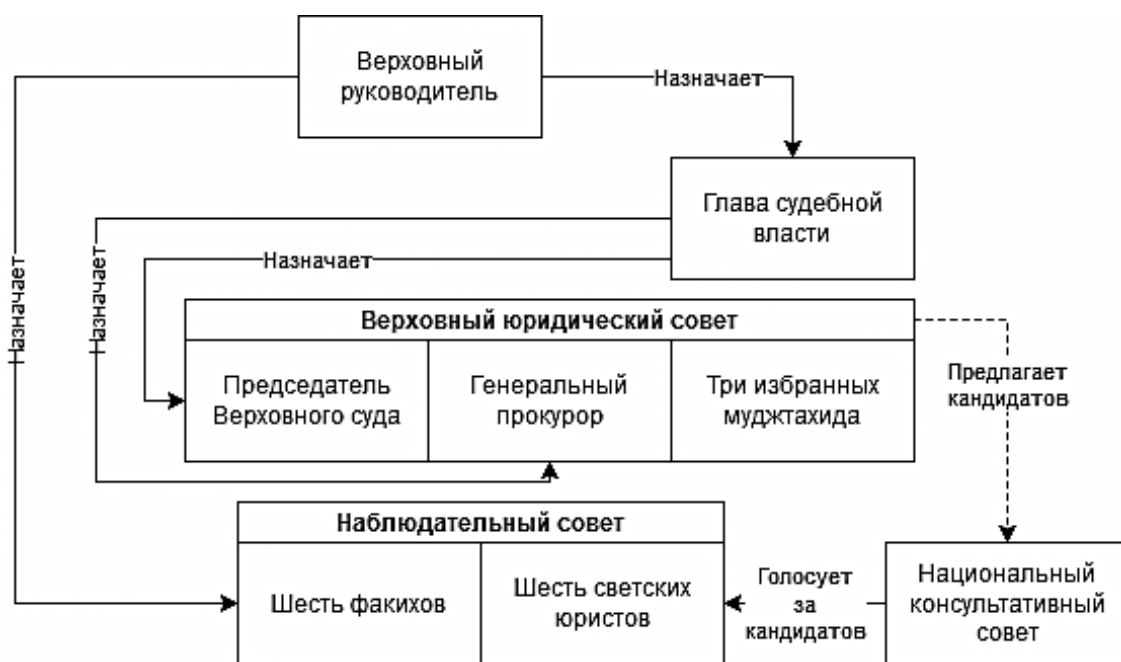 Верховный
руководитель
Назначает
Глава судебной
власти
Назначает
Назначает
Назначает
Верховный юридический совет
Председатель
Верховного суда
Генеральный
прокурор
Три избранных
муджтахида
Предлагает
кандидатов
Наблюдательный совет
Шесть факихов
Шесть светских
юристов
Голосует
за
кандидатов
Национальный
консультативный
совет